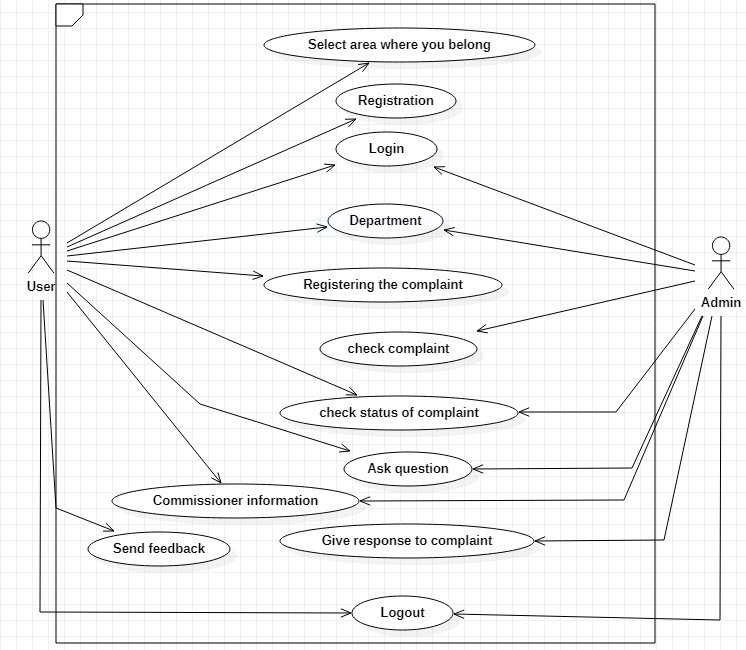 Select area where you belong
Registration
Login
Department
User
Registering the complaint
Admin
check complaint
check status of complaint
Ask question
Commissioner information
Give response to complaint
Send feedback
Logout